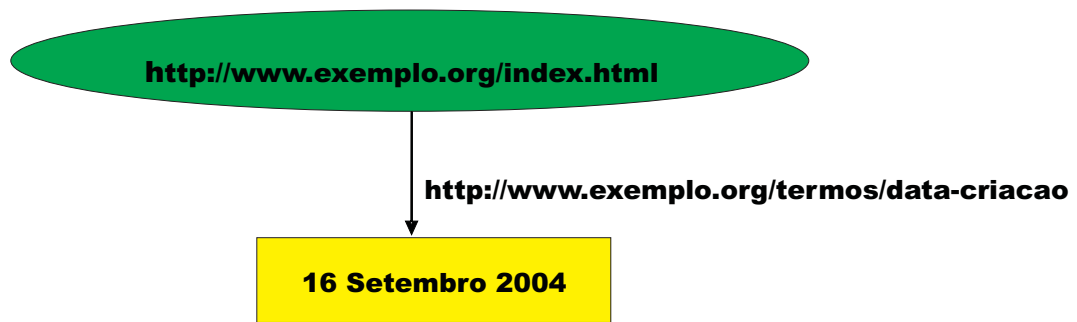 http://www.exemplo.org/index.html
http://www.exemplo.org/termos/data-criacao
16 Setembro 2004